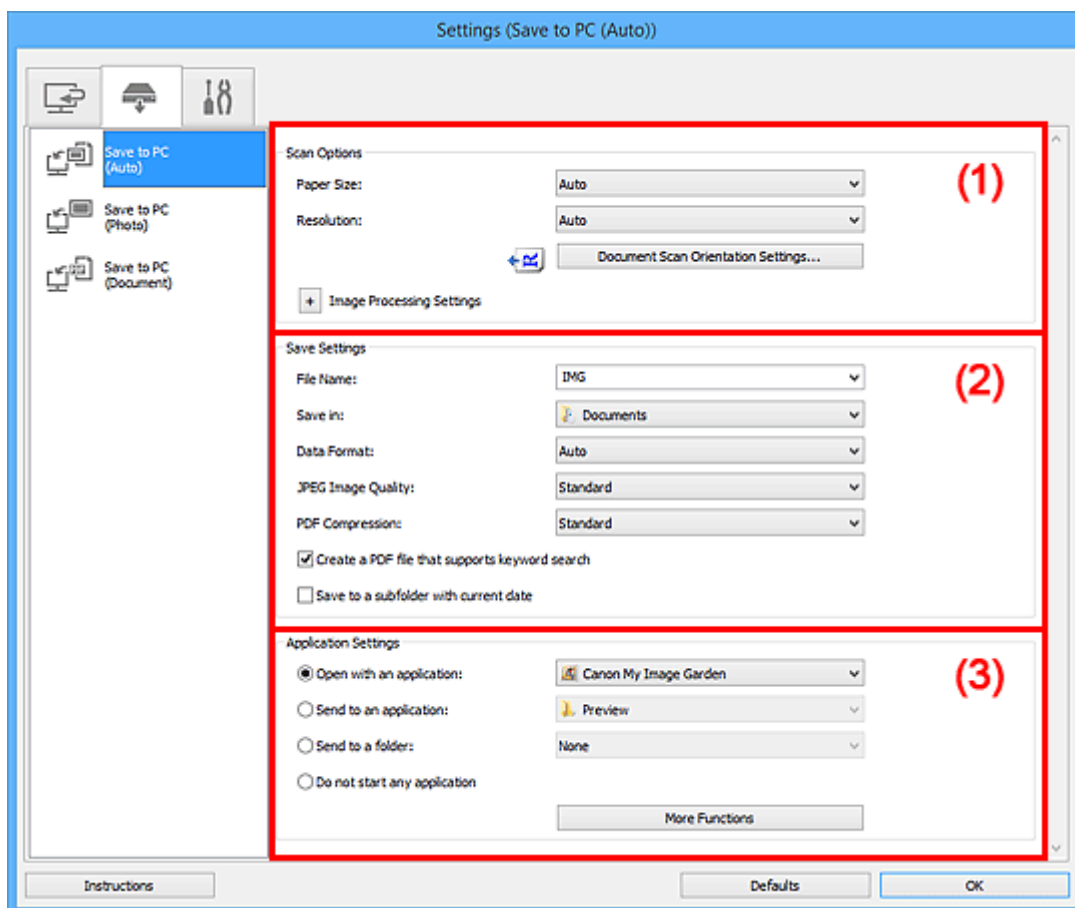 Settings (Save to PC (Auto))
Save to PC
(Auto)
Save to PC
(Photo)
Save to PC
(Document)
Scan Options
(1)
Paper Size: Auto
Resolution: Auto
Document Scan Orientation Settings...
+ Image Processing Settings
Save Settings
(2)
File Name: IMG
Save in: Documents
Data Format: Auto
JPEG Image Quality: Standard
PDF Compression: Standard
Create a PDF file that supports keyword search
Save to a subfolder with current date
Application Settings
(3)
Open with an application: Canon My Image Garden
Send to an application: Preview
Send to a folder: None
Do not start any application
More Functions
Instructions Defaults OK